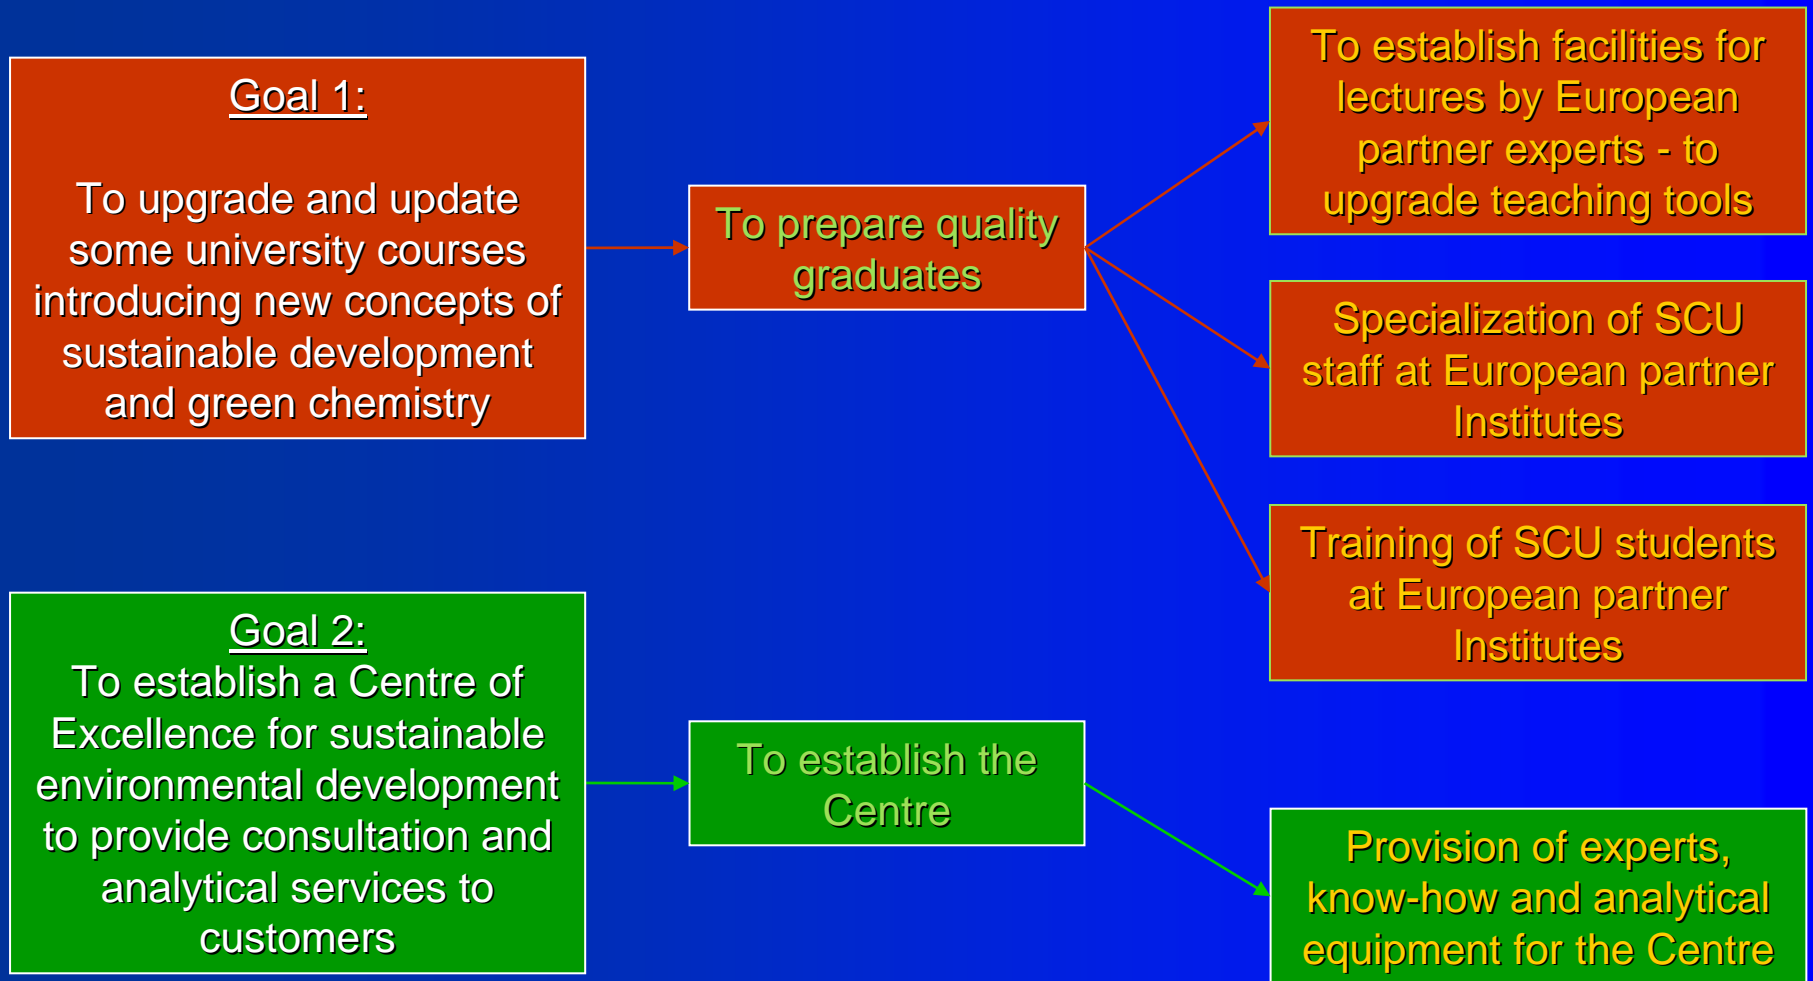 Goal 1:
To upgrade and update
some university courses
introducing new concepts of
sustainable development
and green chemistry
To prepare quality
graduates
To establish facilities for
lectures by European
partner experts - to
upgrade teaching tools
Specialization of SCU
staff at European partner
Institutes
Training of SCU students
at European partner
Institutes
Goal 2:
To establish a Centre of
Excellence for sustainable
environmental development
to provide consultation and
analytical services to
customers
To establish the
Centre
Provision of experts,
know-how and analytical
equipment for the Centre